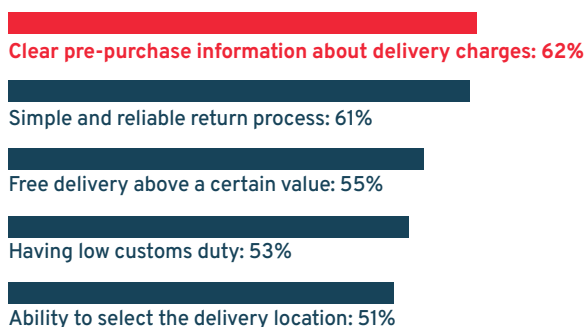 Clear pre-purchase information about delivery charges: 62%
Simple and reliable return process: 61%
Free delivery above a certain value: 55%
Having low customs duty: 53%
Ability to select the delivery location: 51%